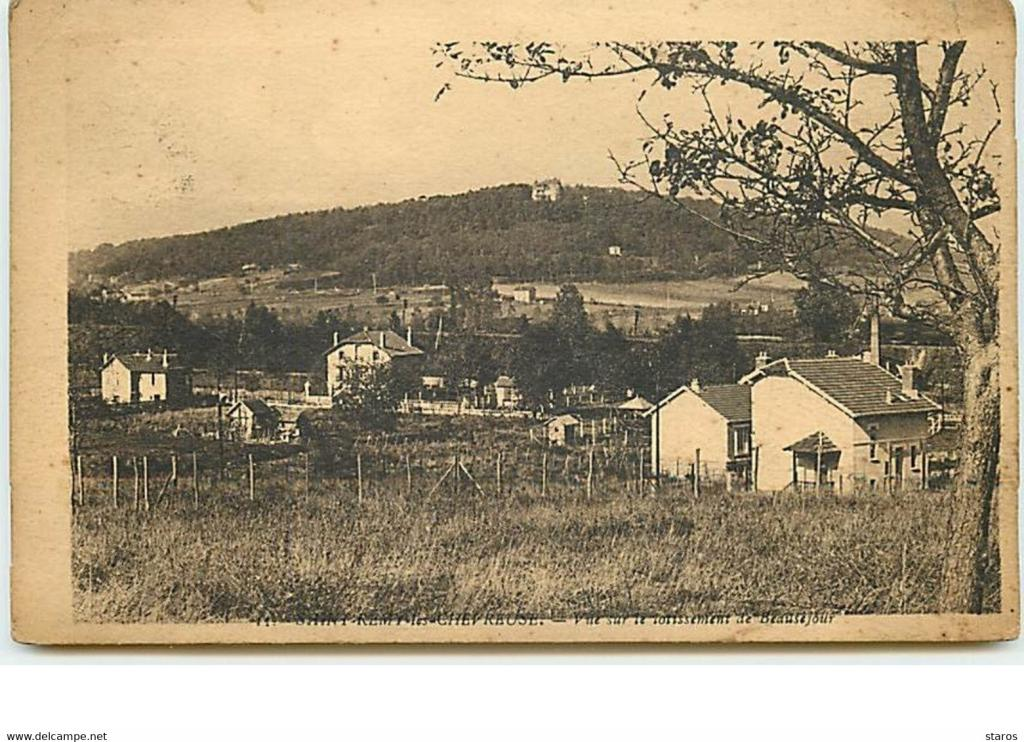 SAINT-REMY-lès-CHEVREUSE. — Vue sur le lotissement de Beauséjour
www.delcampe.net
staros